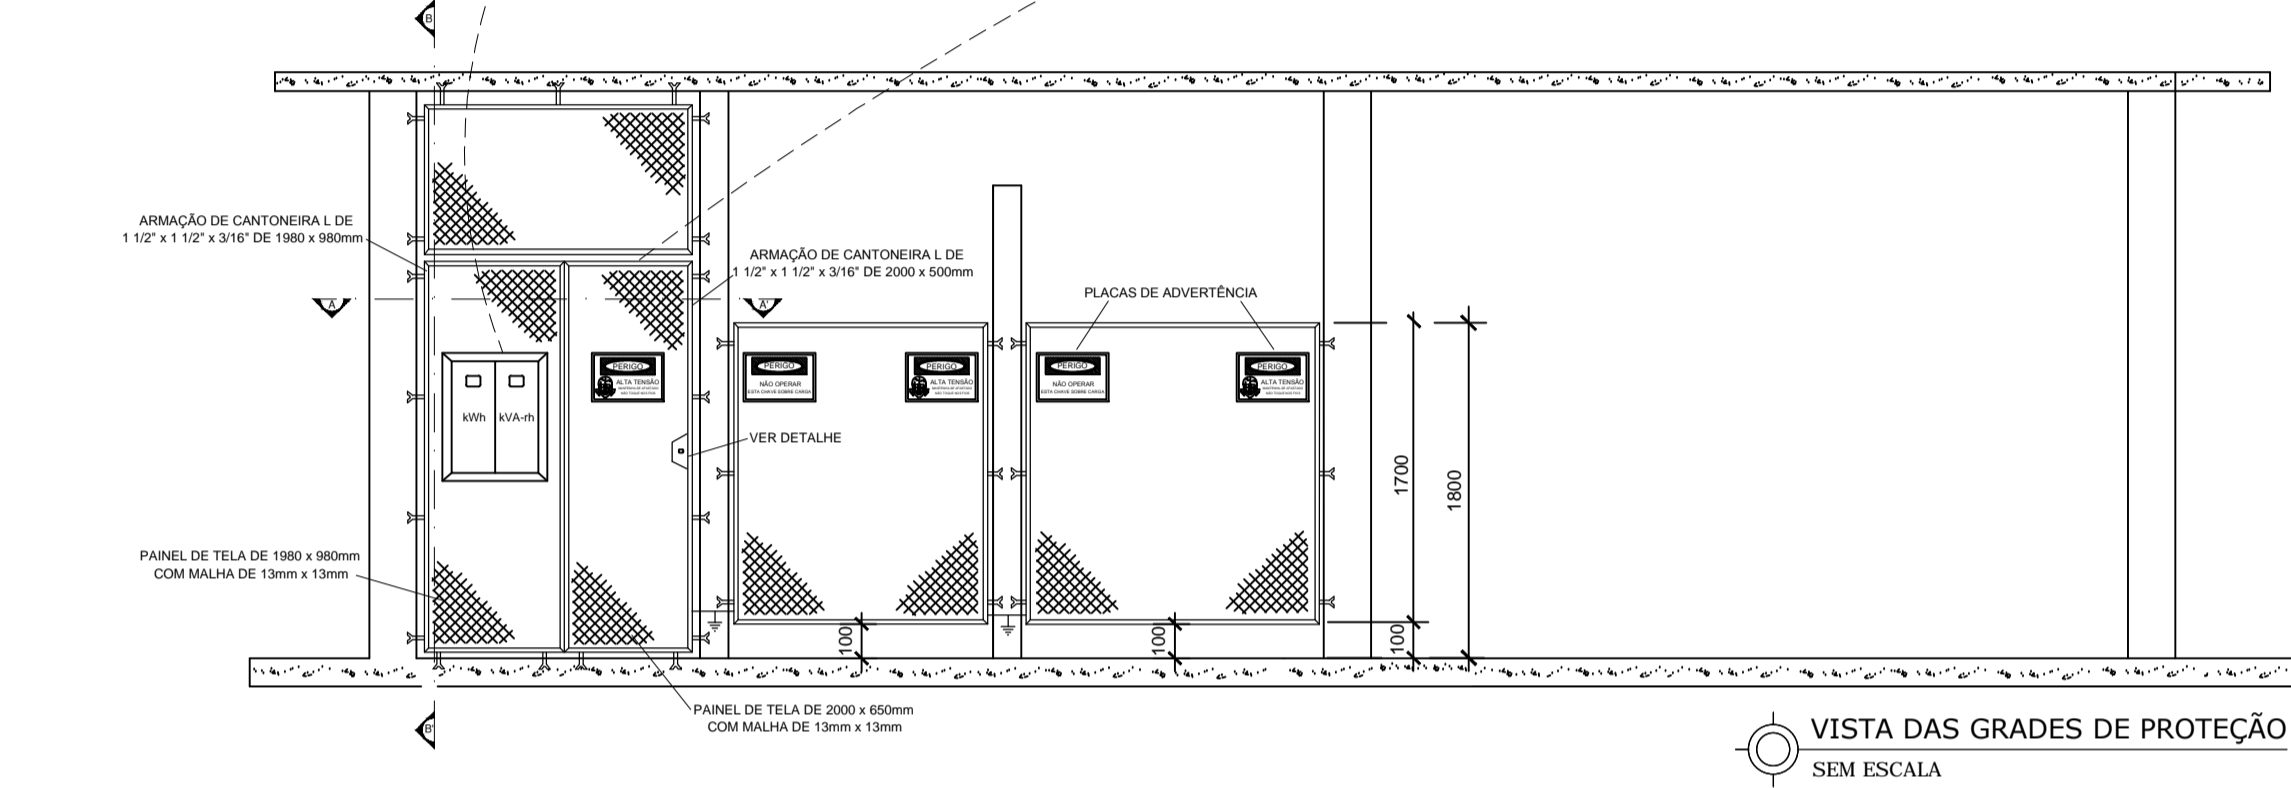 B
ARMAÇÃO DE CANTONEIRA L DE
1 1/2" x 1 1/2" x 3/16" DE 1980 x 980mm
ARMAÇÃO DE CANTONEIRA L DE
1 1/2" x 1 1/2" x 3/16" DE 2000 x 500mm
A
A'
PLACAS DE ADVERTÊNCIA
PERIGO
ALTA TENSÃO
PERIGO
NÃO OPERAR
ESTA CHAVE SOBRE CARGA
PERIGO
ALTA TENSÃO
PERIGO
NÃO OPERAR
ESTA CHAVE SOBRE CARGA
PERIGO
ALTA TENSÃO
kWh
kVA-rh
VER DETALHE
1700
1800
PAINEL DE TELA DE 1980 x 980mm
COM MALHA DE 13mm x 13mm
100
100
100
PAINEL DE TELA DE 2000 x 650mm
COM MALHA DE 13mm x 13mm
B'
VISTA DAS GRADES DE PROTEÇÃO
SEM ESCALA